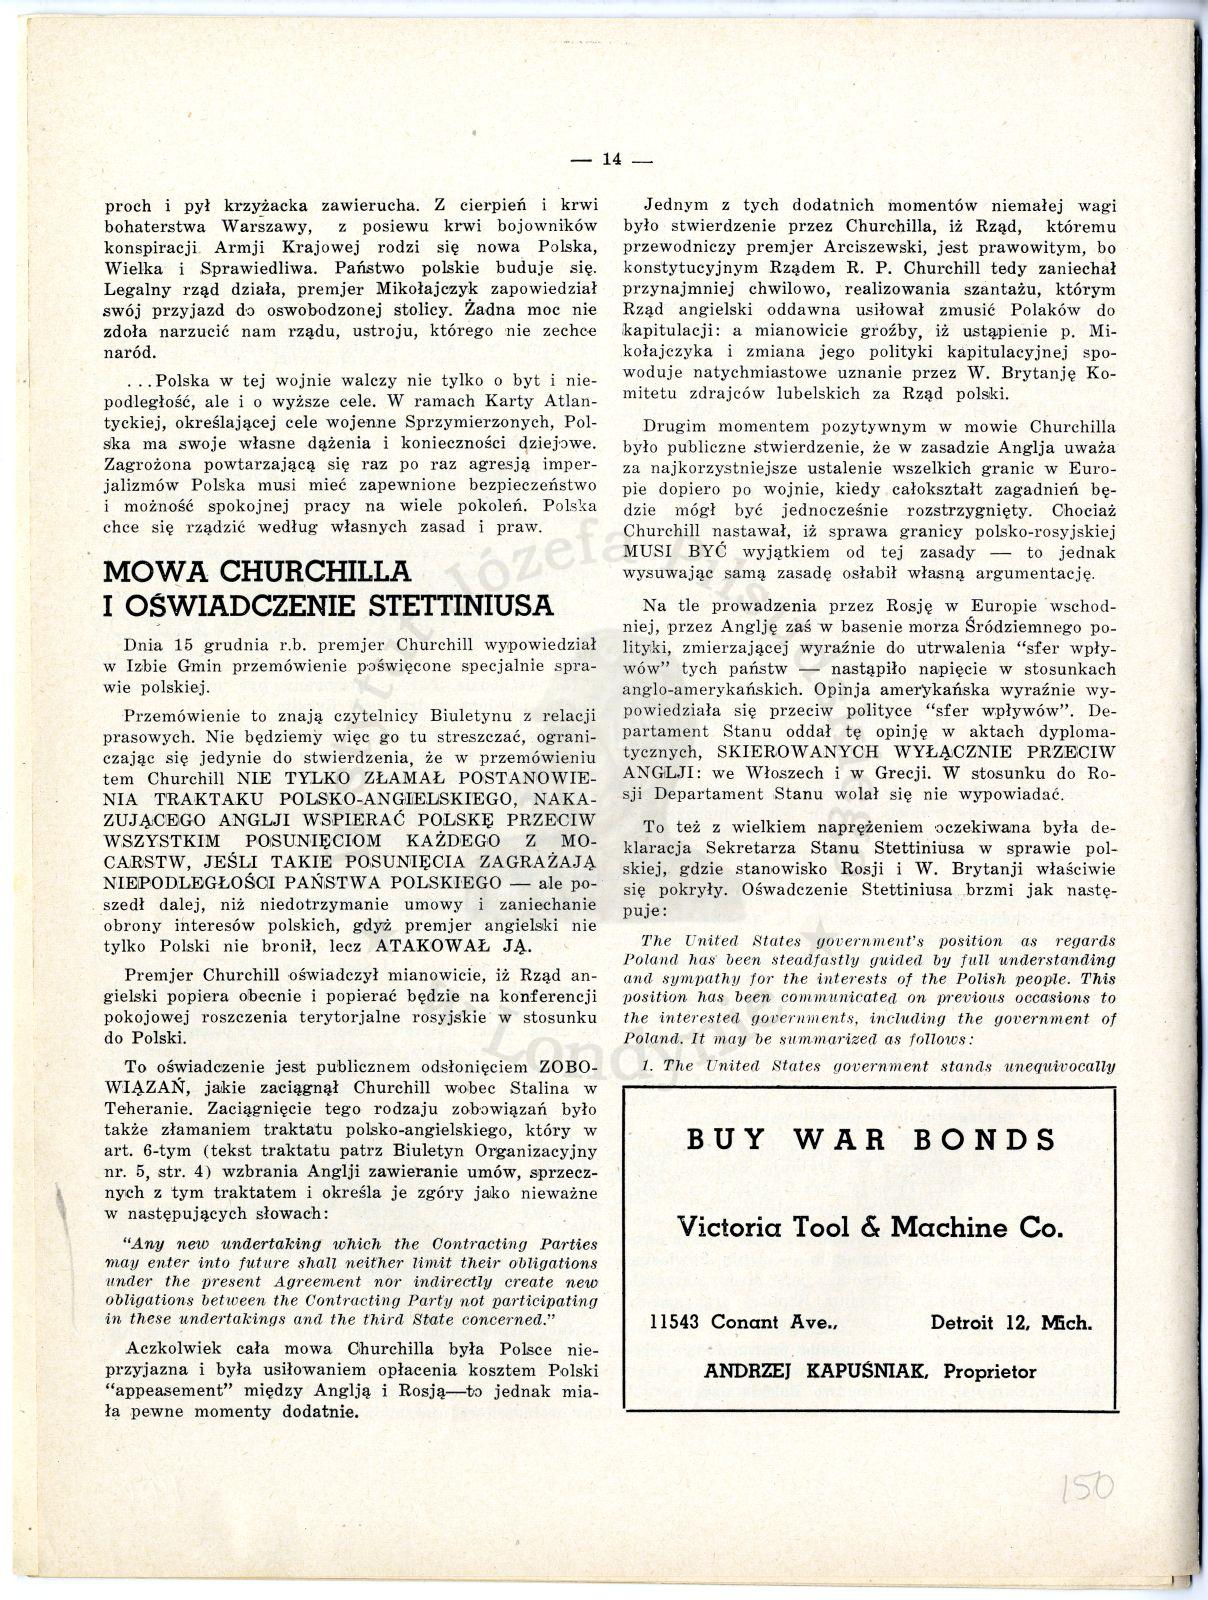 — 14 —
proch i pył krzyżacka zawierucha. Z cierpień i krwi
bohaterstwa Warszawy, z posiewu krwi bojowników
konspiracji Armji Krajowej rodzi się nowa Polska,
Wielka i Sprawiedliwa. Państwo polskie buduje się.
Legalny rząd działa, premjer Mikołajczyk zapowiedział
swój przyjazd do oswobodzonej stolicy. Żadna moc nie
zdoła narzucić nam rządu, ustroju, którego nie zechce
naród.
...Polska w tej wojnie walczy nie tylko o byt i nie-
podległość, ale i o wyższe cele. W ramach Karty Atlan-
tyckiej, określającej cele wojenne Sprzymierzonych, Pol-
ska ma swoje własne dążenia i konieczności dziejowe.
Zagrożona powtarzającą się raz po raz agresją imper-
jalizmów Polska musi mieć zapewnione bezpieczeństwo
i możność spokojnej pracy na wiele pokoleń. Polska
chce się rządzić według własnych zasad i praw.
MOWA CHURCHILLA
I OŚWIADCZENIE STETTINIUSA
Dnia 15 grudnia r.b. premjer Churchill wypowiedział
w Izbie Gmin przemówienie poświęcone specjalnie spra-
wie polskiej.
Przemówienie to znają czytelnicy Biuletynu z relacji
prasowych. Nie będziemy więc go tu streszczać, ograni-
czając się jedynie do stwierdzenia, że w przemówieniu
tem Churchill NIE TYLKO ZŁAMAŁ POSTANOWIE-
NIA TRAKTAKU POLSKO-ANGIELSKIEGO, NAKA-
ZUJĄCEGO ANGLJI WSPIERAĆ POLSKĘ PRZECIW
WSZYSTKIM POSUNIĘCIOM KAŻDEGO Z MO-
CARSTW, JEŚLI TAKIE POSUNIĘCIA ZAGRAŻAJĄ
NIEPODLEGŁOŚCI PAŃSTWA POLSKIEGO — ale po-
szedł dalej, niż niedotrzymanie umowy i zaniechanie
obrony interesów polskich, gdyż premjer angielski nie
tylko Polski nie bronił, lecz ATAKOWAŁ JĄ.
Premjer Churchill oświadczył mianowicie, iż Rząd an-
gielski popiera obecnie i popierać będzie na konferencji
pokojowej roszczenia terytorjalne rosyjskie w stosunku
do Polski.
To oświadczenie jest publicznem odsłonięciem ZOBO-
WIĄZAŃ, jakie zaciągnął Churchill wobec Stalina w
Teheranie. Zaciągnięcie tego rodzaju zobowiązań było
także złamaniem traktatu polsko-angielskiego, który w
art. 6-tym (tekst traktatu patrz Biuletyn Organizacyjny
nr. 5, str. 4) wzbrania Anglji zawieranie umów, sprzecz-
nych z tym traktatem i określa je zgóry jako nieważne
w następujących słowach:
“Any new undertaking which the Contracting Parties
may enter into future shall neither limit their obligations
under the present Agreement nor indirectly create new
obligations between the Contracting Party not participating
in these undertakings and the third State concerned.”
Aczkolwiek cała mowa Churchilla była Polsce nie-
przyjazna i była usiłowaniem opłacenia kosztem Polski
“appeasement” między Anglją i Rosją—to jednak mia-
ła pewne momenty dodatnie.
Jednym z tych dodatnich momentów niemałej wagi
było stwierdzenie przez Churchilla, iż Rząd, któremu
przewodniczy premjer Arciszewski, jest prawowitym, bo
konstytucyjnym Rządem R. P. Churchill tedy zaniechał
przynajmniej chwilowo, realizowania szantażu, którym
Rząd angielski oddawna usiłował zmusić Polaków do
kapitulacji: a mianowicie groźby, iż ustąpienie p. Mi-
kołajczyka i zmiana jego polityki kapitulacyjnej spo-
woduje natychmiastowe uznanie przez W. Brytanję Ko-
mitetu zdrajców lubelskich za Rząd polski.
Drugim momentem pozytywnym w mowie Churchilla
było publiczne stwierdzenie, że w zasadzie Anglja uważa
za najkorzystniejsze ustalenie wszelkich granic w Euro-
pie dopiero po wojnie, kiedy całokształt zagadnień bę-
dzie mógł być jednocześnie rozstrzygnięty. Chociaż
Churchill nastawał, iż sprawa granicy polsko-rosyjskiej
MUSI BYĆ wyjątkiem od tej zasady — to jednak
wysuwając samą zasadę osłabił własną argumentację.
Na tle prowadzenia przez Rosję w Europie wschod-
niej, przez Anglję zaś w basenie morza Śródziemnego po-
lityki, zmierzającej wyraźnie do utrwalenia “sfer wpły-
wów” tych państw — nastąpiło napięcie w stosunkach
anglo-amerykańskich. Opinja amerykańska wyraźnie wy-
powiedziała się przeciw polityce “sfer wpływów”. De-
partament Stanu oddał tę opinję w aktach dyploma-
tycznych, SKIEROWANYCH WYŁĄCZNIE PRZECIW
ANGLJI: we Włoszech i w Grecji. W stosunku do Ro-
sji Departament Stanu wolał się nie wypowiadać.
To też z wielkiem naprężeniem oczekiwana była de-
klaracja Sekretarza Stanu Stettiniusa w sprawie pol-
skiej, gdzie stanowisko Rosji i W. Brytanji właściwie
się pokryły. Oświadczenie Stettiniusa brzmi jak nastę-
puje:
The United States government's position as regards
Poland has been steadfastly guided by full understanding
and sympathy for the interests of the Polish people. This
position has been communicated on previous occasions to
the interested governments, including the government of
Poland. It may be summarized as follows:
1. The United States government stands unequivocally
BUY WAR BONDS
Victoria Tool & Machine Co.
11543 Conant Ave., Detroit 12, Mich.
ANDRZEJ KAPUŚNIAK, Proprietor
150